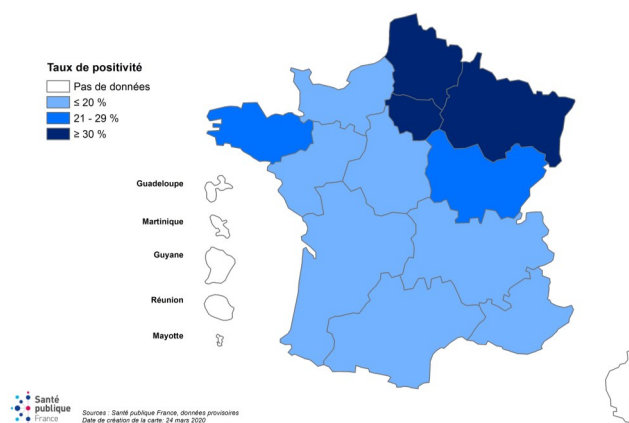 Taux de positivité
Pas de données
≤ 20 %
21 - 29 %
≥ 30 %
Guadeloupe
Martinique
Guyane
Réunion
Mayotte
Santé
publique
France
Sources : Santé publique France, données provisoires
Date de création de la carte: 24 mars 2020